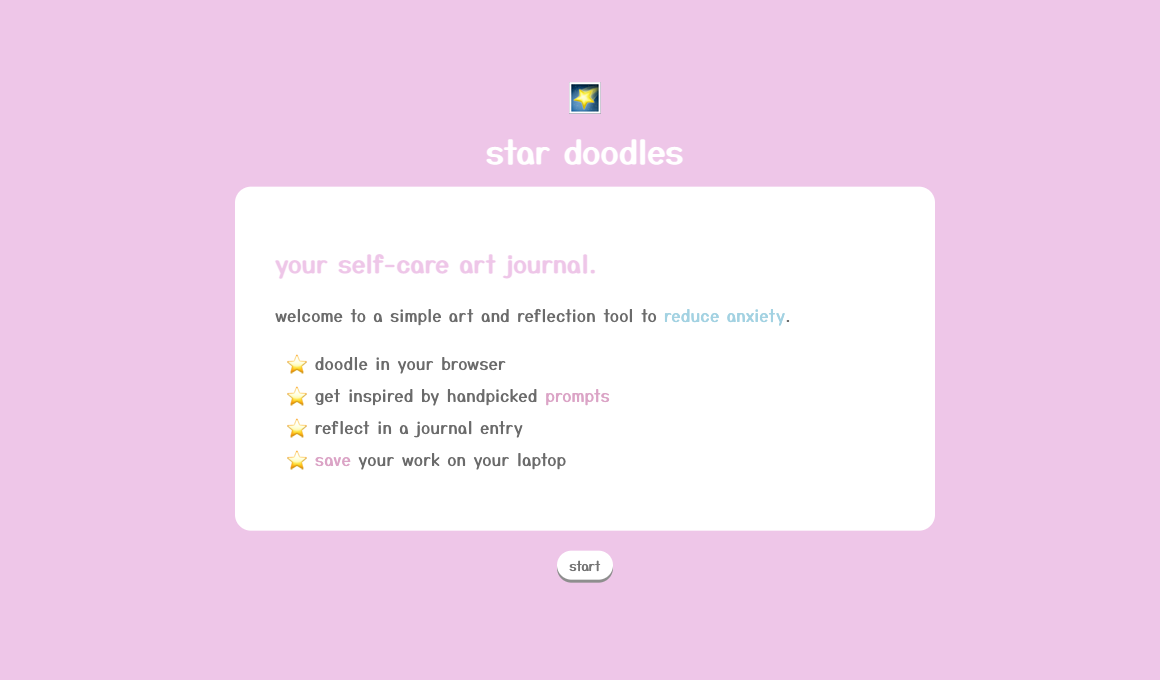 star doodles
your self-care art journal.
welcome to a simple art and reflection tool to reduce anxiety.
doodle in your browser
get inspired by handpicked prompts
reflect in a journal entry
save your work on your laptop
start